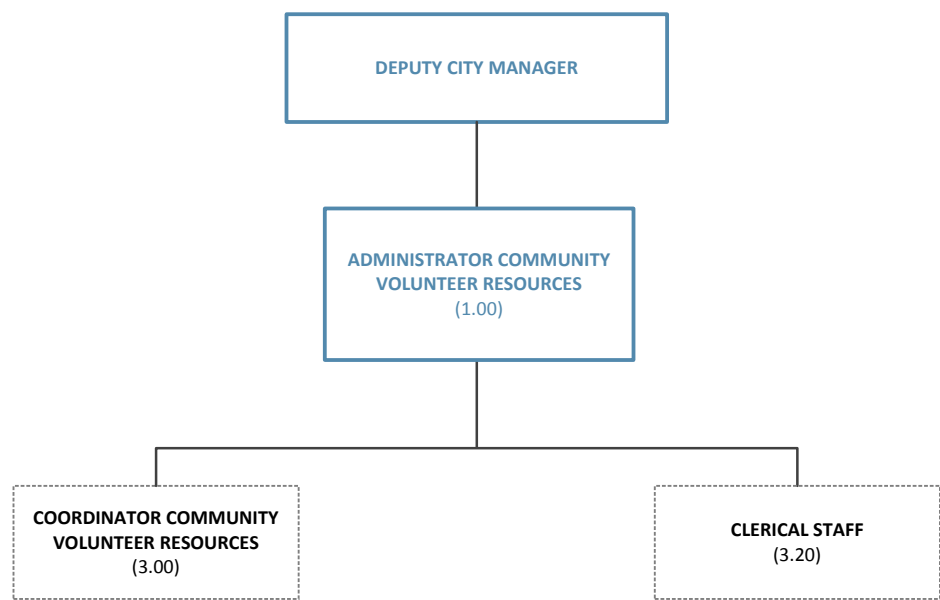 DEPUTY CITY MANAGER
ADMINISTRATOR COMMUNITY
VOLUNTEER RESOURCES
(1.00)
COORDINATOR COMMUNITY
VOLUNTEER RESOURCES
(3.00)
CLERICAL STAFF
(3.20)